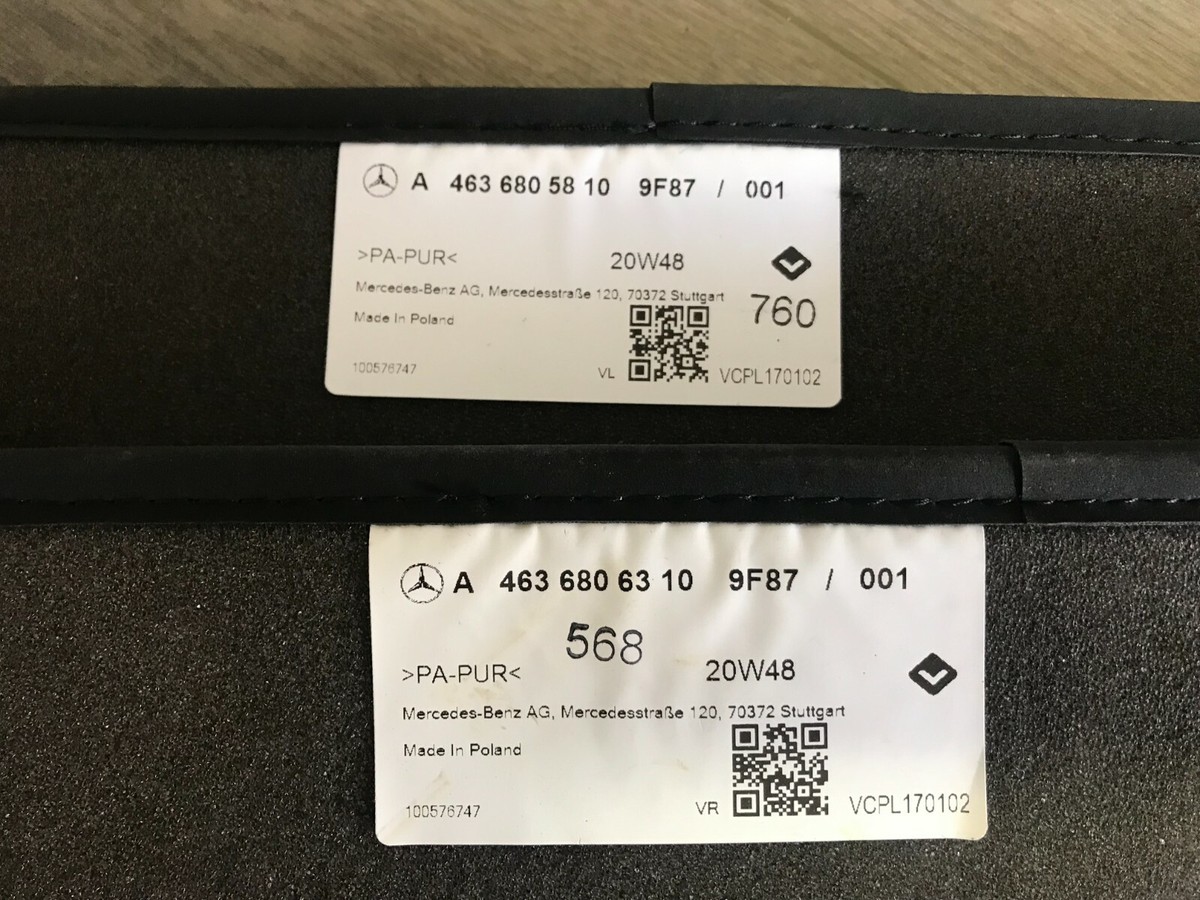 A 463 680 58 10 9F87 / 001
>PA-PUR< 20W48
Mercedes-Benz AG, Mercedesstraße 120, 70372 Stuttgart
760
Made In Poland
100576747 VL VCPL170102
A 463 680 63 10 9F87 / 001
568
>PA-PUR< 20W48
Mercedes-Benz AG, Mercedesstraße 120, 70372 Stuttgart
Made In Poland
100576747 VR VCPL170102